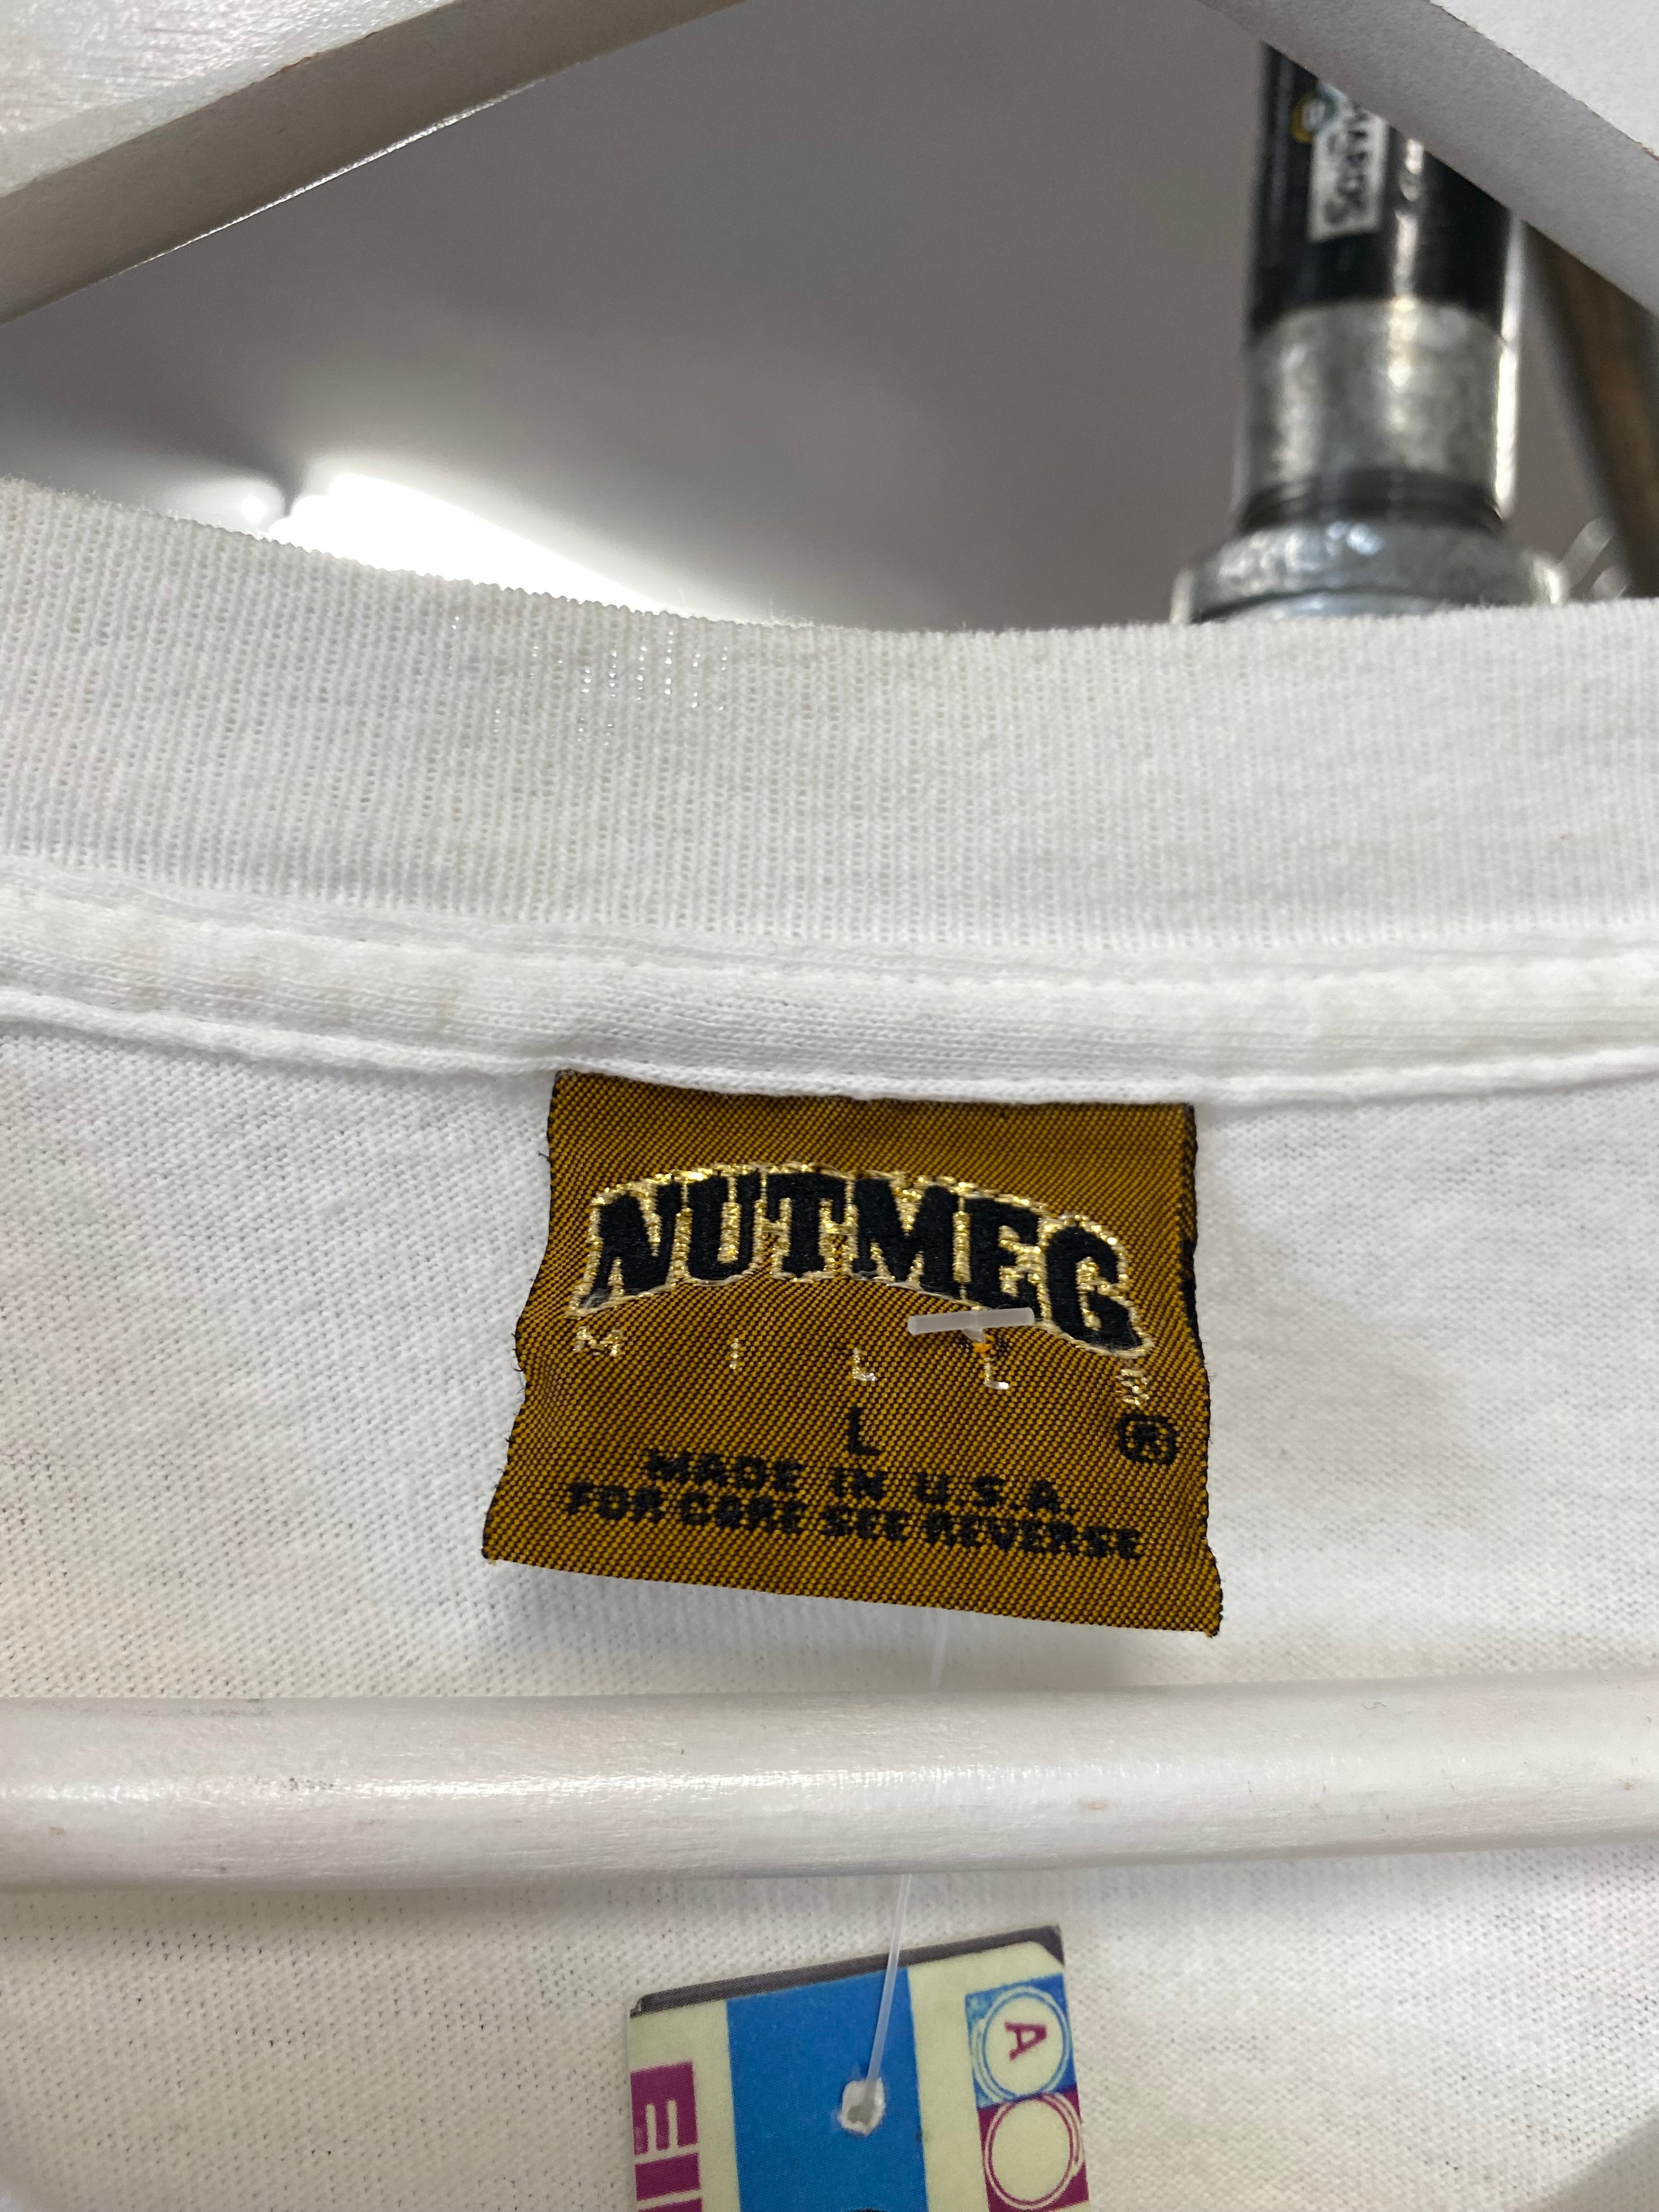 NUTMEG
MILLS
L ®
MADE IN U.S.A.
FOR CARE SEE REVERSE
A